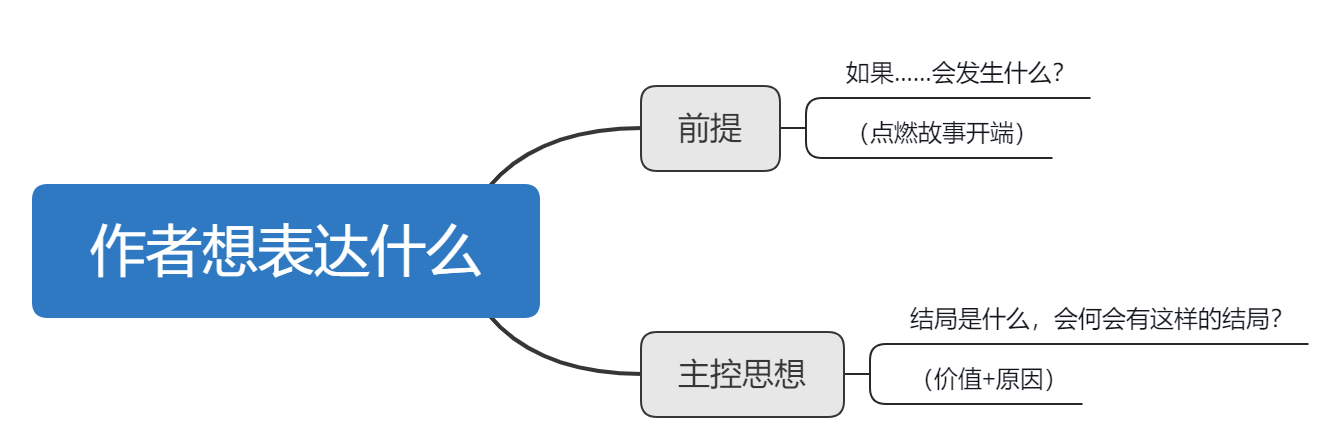 如果……会发生什么？
前提
（点燃故事开端）
作者想表达什么
结局是什么，会何会有这样的结局？
主控思想
（价值+原因）